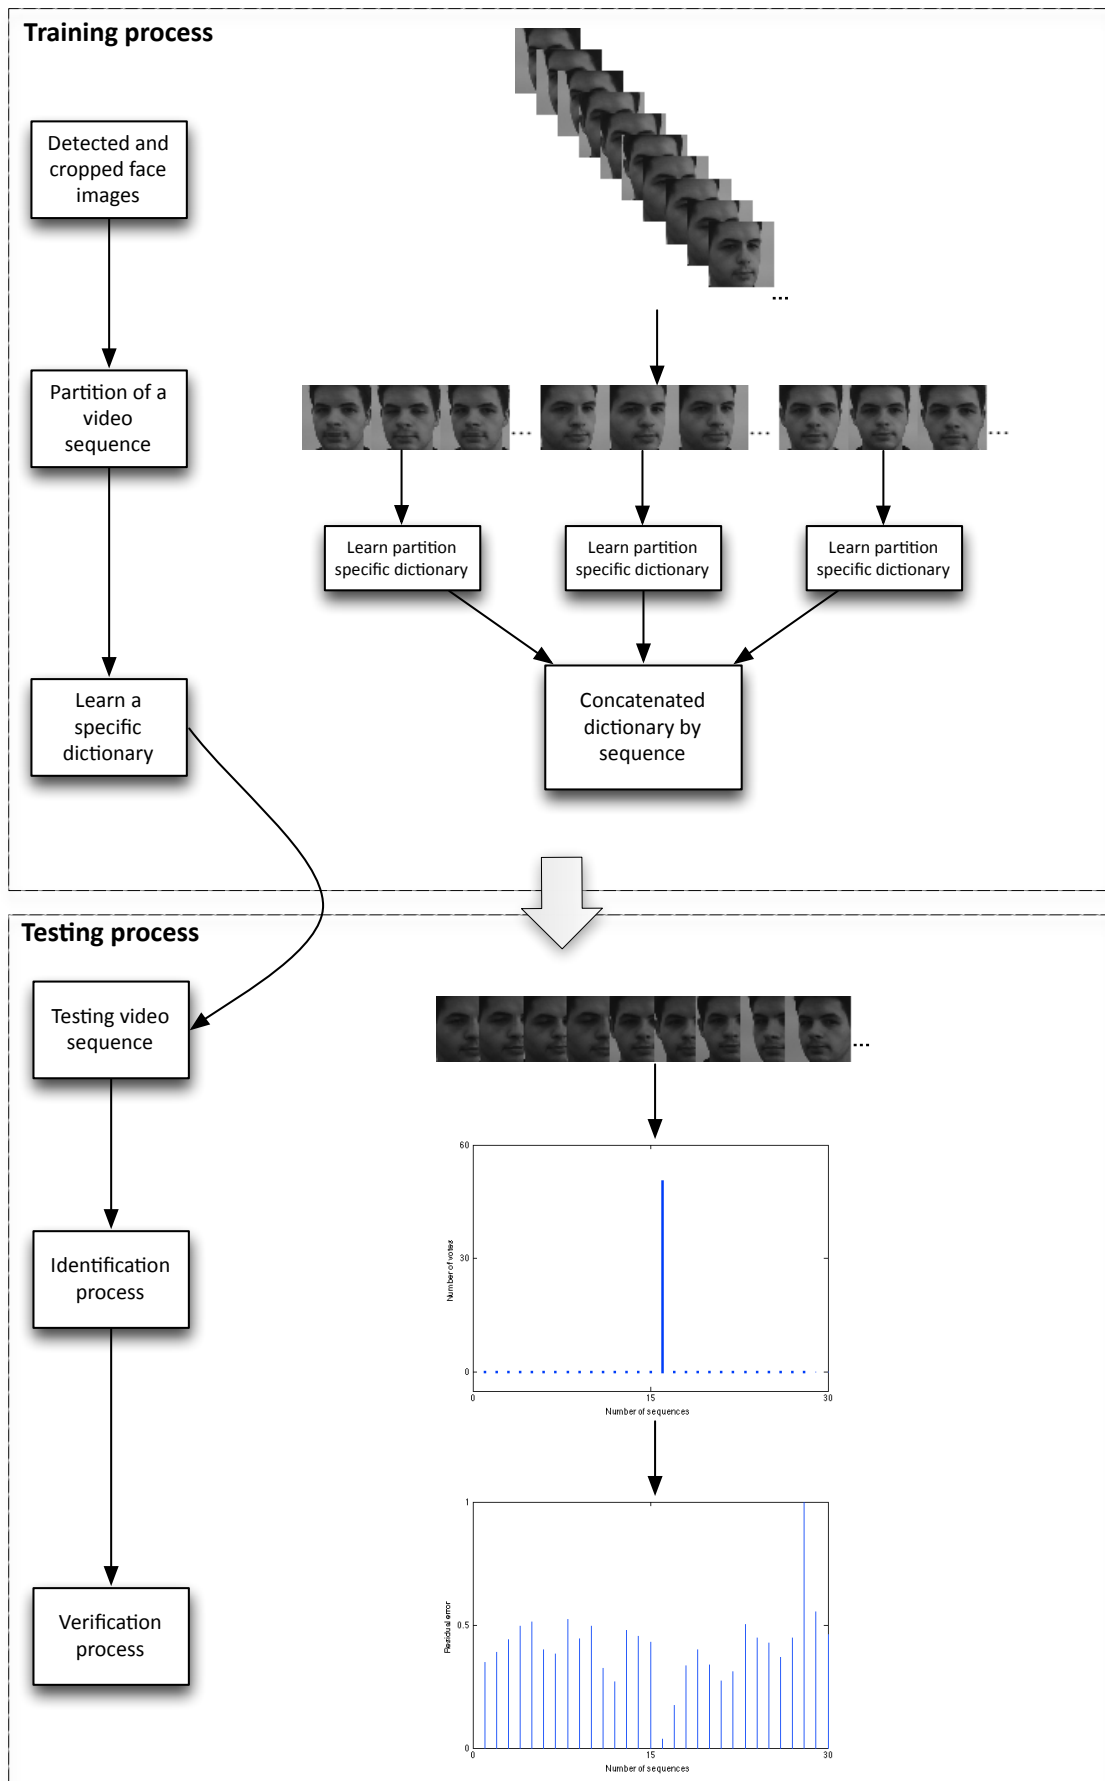 Training process
Detected and
cropped face
images
...
Partition of a
video
sequence
... ... ...
Learn partition
specific dictionary
Learn partition
specific dictionary
Learn partition
specific dictionary
Learn a
specific
dictionary
Concatenated
dictionary by
sequence
Testing process
Testing video
sequence
...
Identification
process
60
30
0
Number of votes
0 15 30
Number of sequences
Verification
process
1
0.5
0
Residual error
0 15 30
Number of sequences